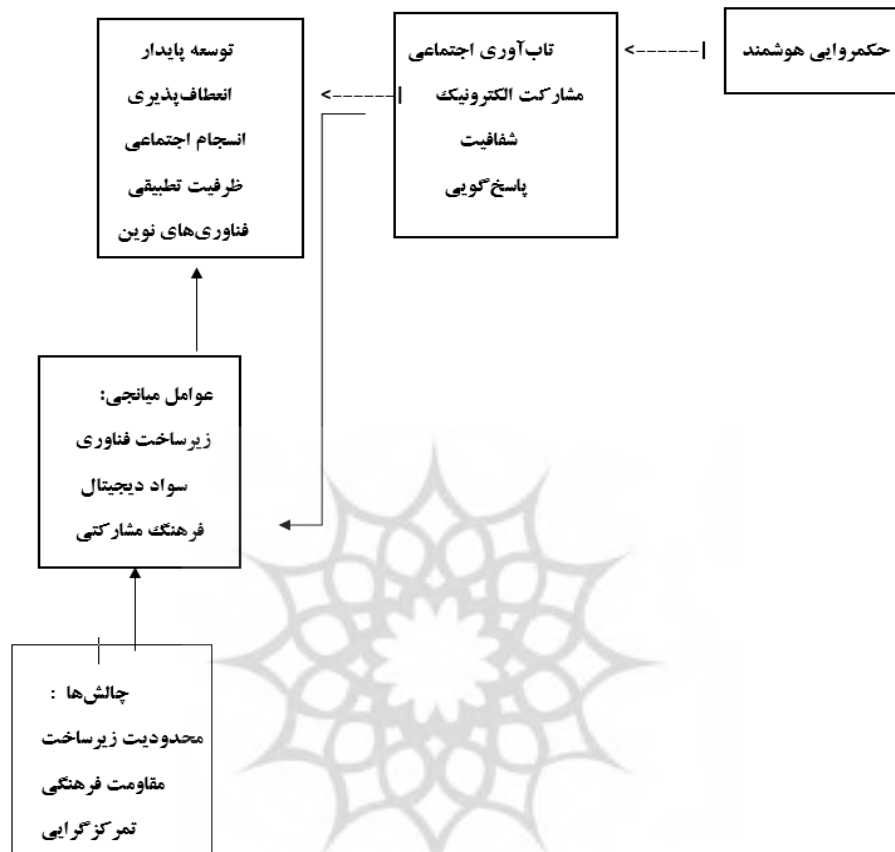 حکمروایی هوشمند
تاب‌آوری اجتماعی
مشارکت الکترونیک
شفافیت
پاسخ‌گویی
توسعه پایدار
انعطاف‌پذیری
انسجام اجتماعی
ظرفیت تطبیقی
فناوری‌های نوین
عوامل میانجی:
زیرساخت فناوری
سواد دیجیتال
فرهنگ مشارکتی
چالش‌ها :
محدودیت زیرساخت
مقاومت فرهنگی
تمرکزگرایی